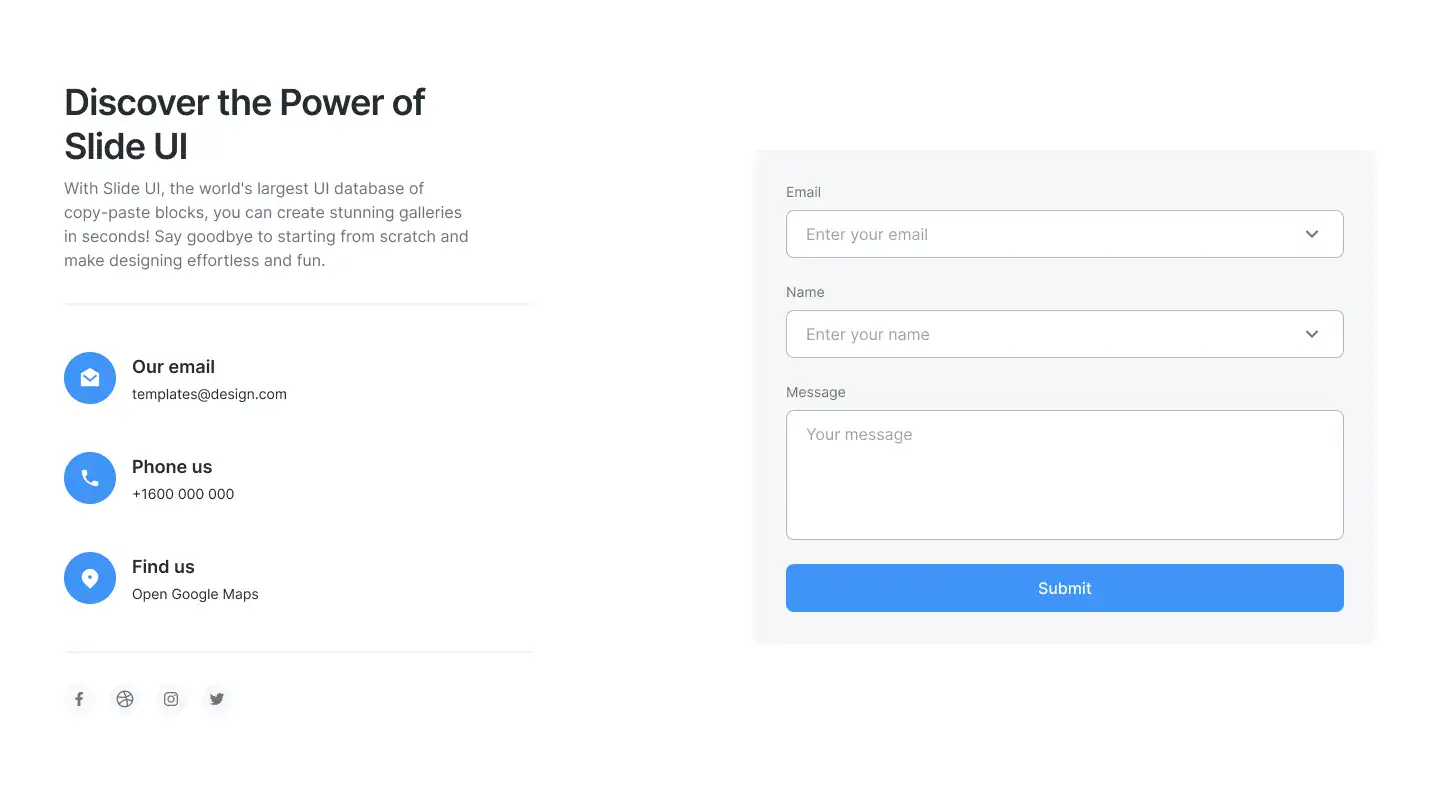 Discover the Power of
Slide UI
With Slide UI, the world's largest UI database of
copy-paste blocks, you can create stunning galleries
in seconds! Say goodbye to starting from scratch and
make designing effortless and fun.
Our email
templates@design.com
Phone us
+1600 000 000
Find us
Open Google Maps
Email
Enter your email
Name
Enter your name
Message
Your message
Submit